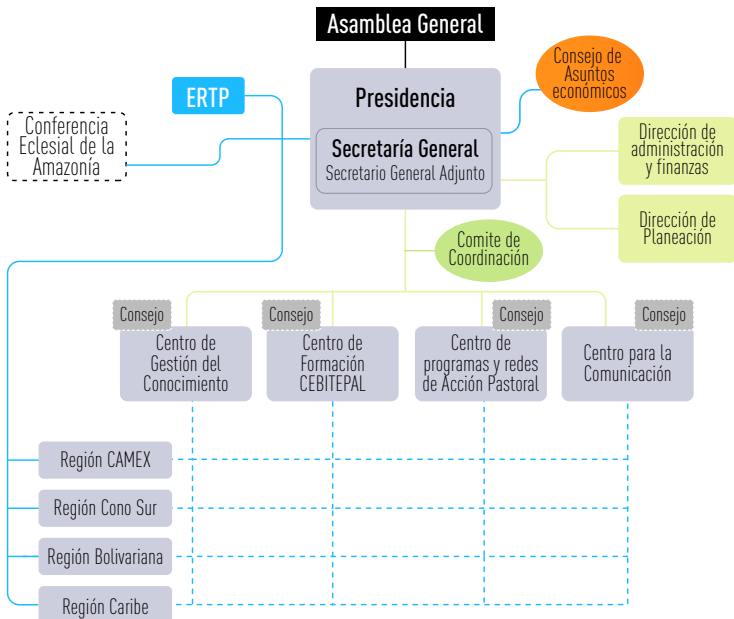 Asamblea General
ERTP
Presidencia
Consejo de
Asuntos
económicos
Conferencia
Eclesial de la
Amazonía
Secretaría General
Secretario General Adjunto
Dirección de
administración
y finanzas
Dirección de
Planeación
Comite de
Coordinación
Consejo
Consejo
Consejo
Consejo
Centro de
Gestión del
Conocimiento
Centro de
Formación
CEBITEPAL
Centro de
programas y redes
de Acción Pastoral
Centro para la
Comunicación
Región CAMEX
Región Cono Sur
Región Bolivariana
Región Caribe